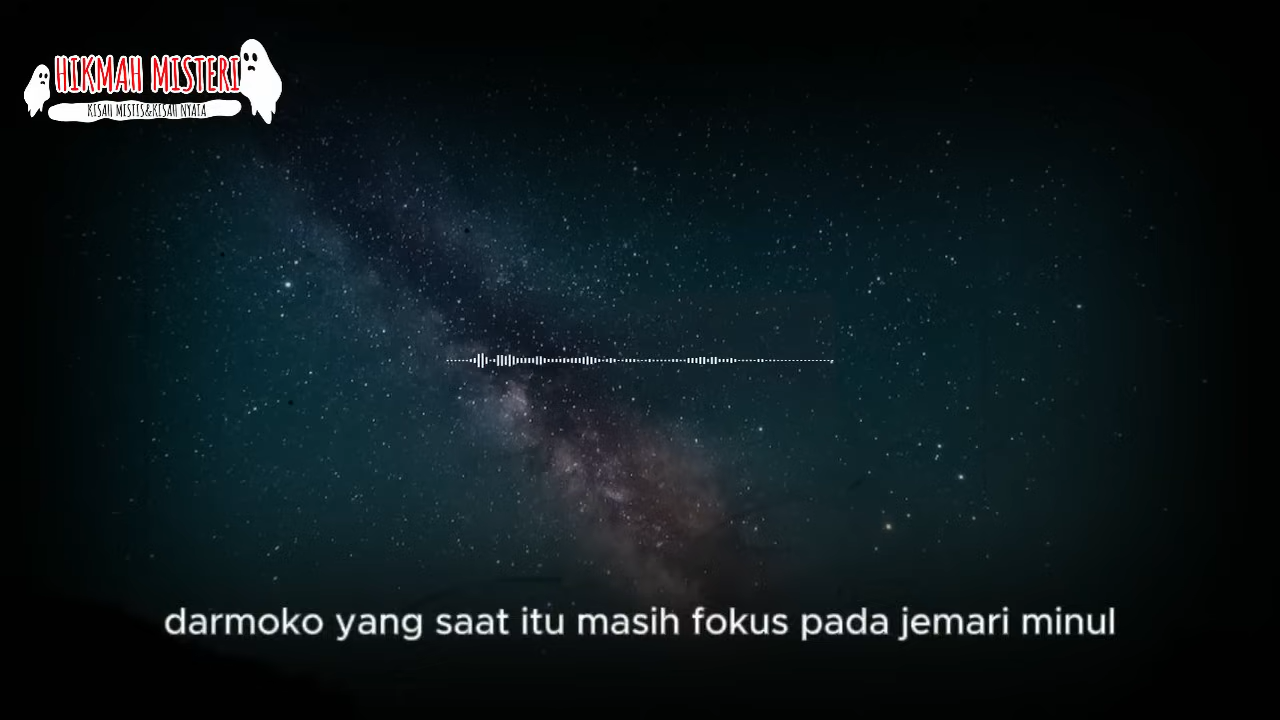 HIKMAH MISTERI
KISAH MISTIS&KISAH NYATA
darmoko yang saat itu masih fokus pada jemari minul